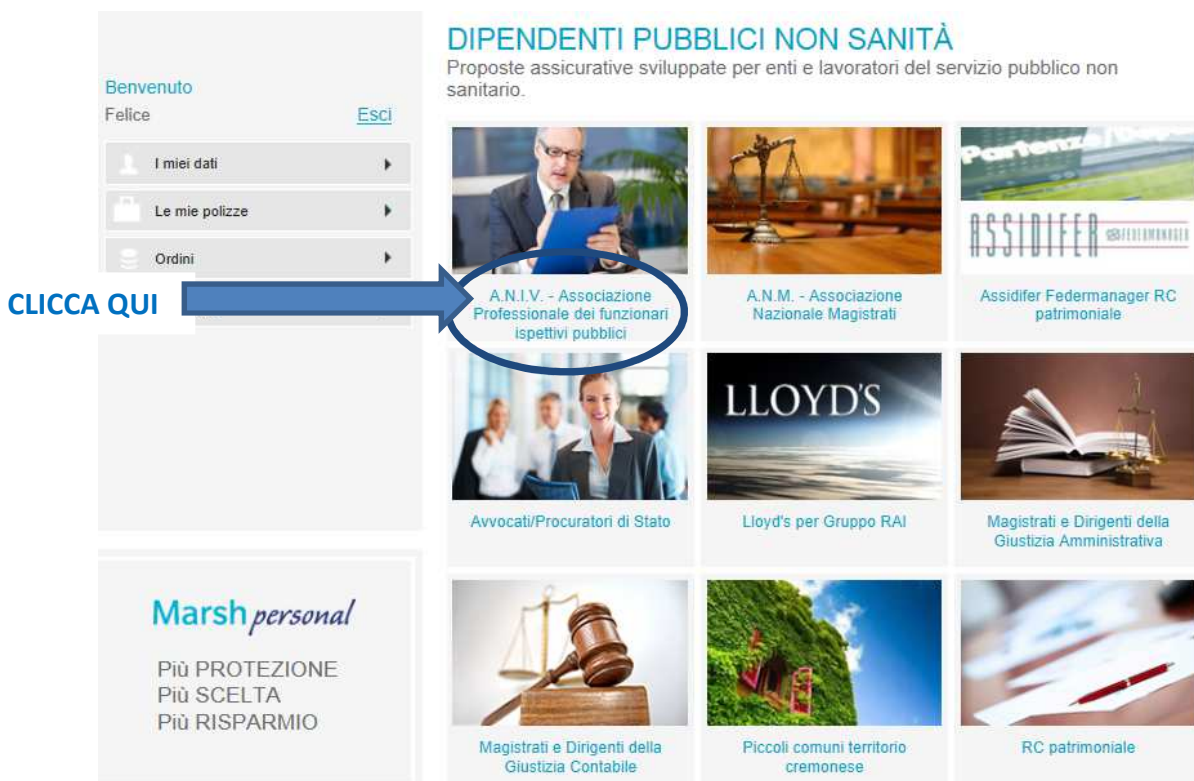 DIPENDENTI PUBBLICI NON SANITÀ
Proposte assicurative sviluppate per enti e lavoratori del servizio pubblico non
sanitario.
Benvenuto
Felice
Esci
I miei dati
Le mie polizze
Ordini
CLICCA QUI
Partenze/Depar
ASSIDIFER FEDERMANAGER
A.N.I.V. - Associazione
Professionale dei funzionari
ispettivi pubblici
A.N.M. - Associazione
Nazionale Magistrati
Assidifer Federmanager RC
patrimoniale
LLOYD'S
Avvocati/Procuratori di Stato
Lloyd's per Gruppo RAI
Magistrati e Dirigenti della
Giustizia Amministrativa
Marsh personal
Più PROTEZIONE
Più SCELTA
Più RISPARMIO
Magistrati e Dirigenti della
Giustizia Contabile
Piccoli comuni territorio
cremonese
RC patrimoniale